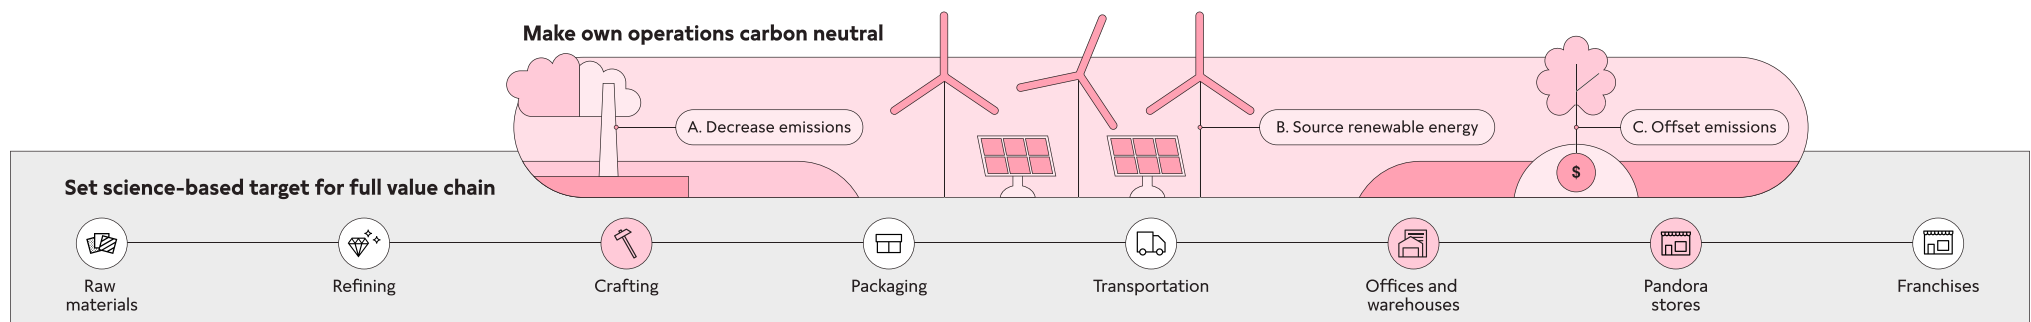 Make own operations carbon neutral
A. Decrease emissions
B. Source renewable energy
C. Offset emissions
$
Set science-based target for full value chain
Raw
materials
Refining
Crafting
Packaging
Transportation
Offices and
warehouses
Pandora
stores
Franchises